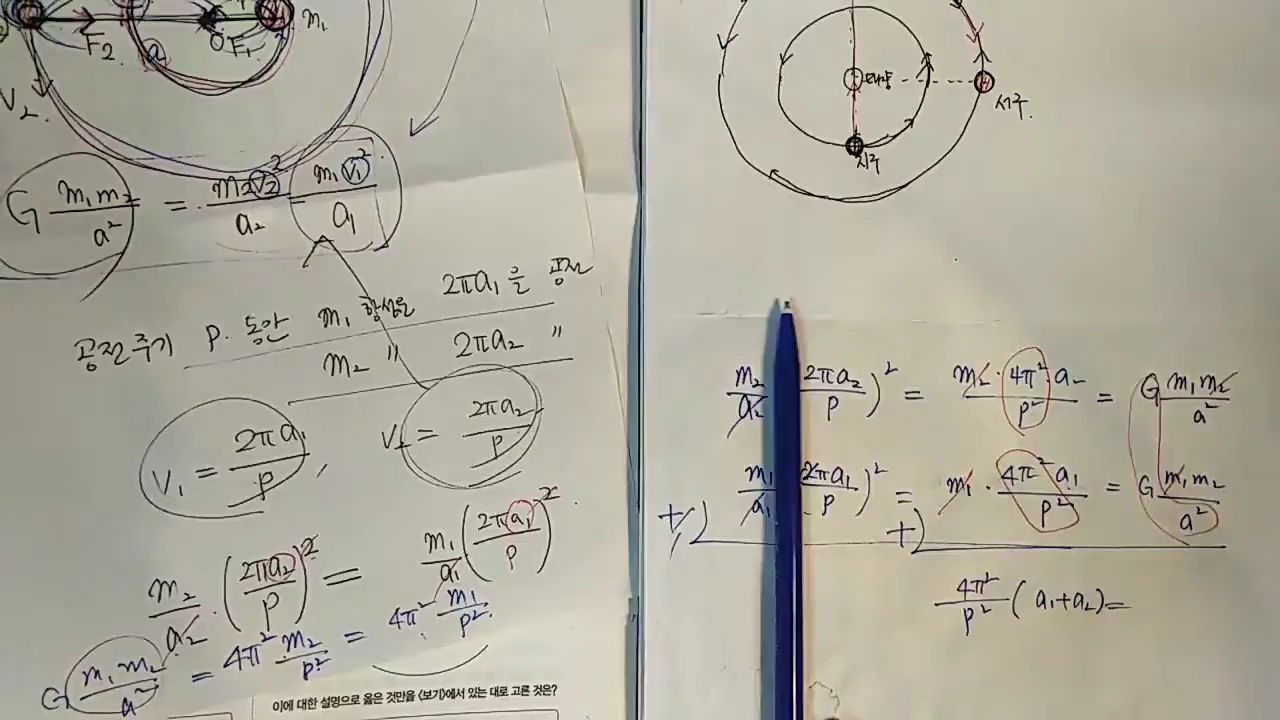 F₂ a O F₁ m₁
V₂
G m₁m₂/a² = m₂v₂²/a₂ = m₁v₁²/a₁
공전주기 P. 동안 m₁ 항성은 2πa₁을 공전
m₂ 〃 2πa₂ 〃
V₁ = 2πa₁/P, V₂ = 2πa₂/P
m₂/a₂ · (2πa₂/P)² = m₁/a₁ (2πa₁/P)²
G m₁m₂/a² = 4π² m₂/P² = 4π² m₁/P²
이에 대한 설명으로 옳은 것만을 <보기>에서 있는 대로 고른 것은?
태양
지구
지구
m₂/a₂ 2πa₂/P)² = m₂·4π²a₂/P² = G m₁m₂/a²
m₁/a₁ 2πa₁/P)² = m₁·4π²a₁/P² = G m₁m₂/a²
+) +)
4π²/P² (a₁+a₂)=